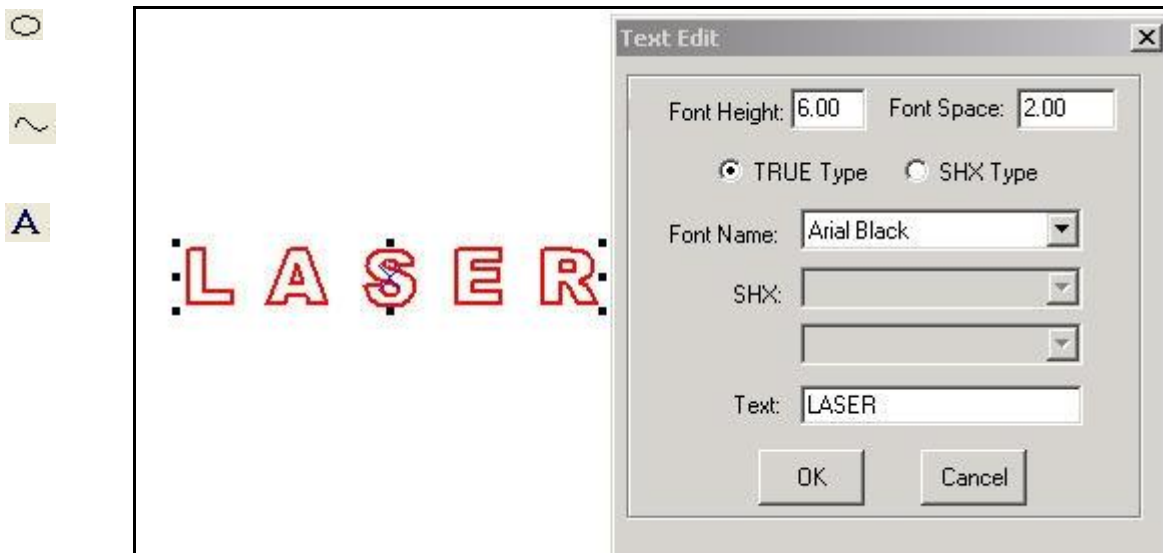 Text Edit
Font Height: 6.00 Font Space: 2.00
TRUE Type SHX Type
Font Name: Arial Black
SHX:
Text: LASER
OK Cancel
A
LASER